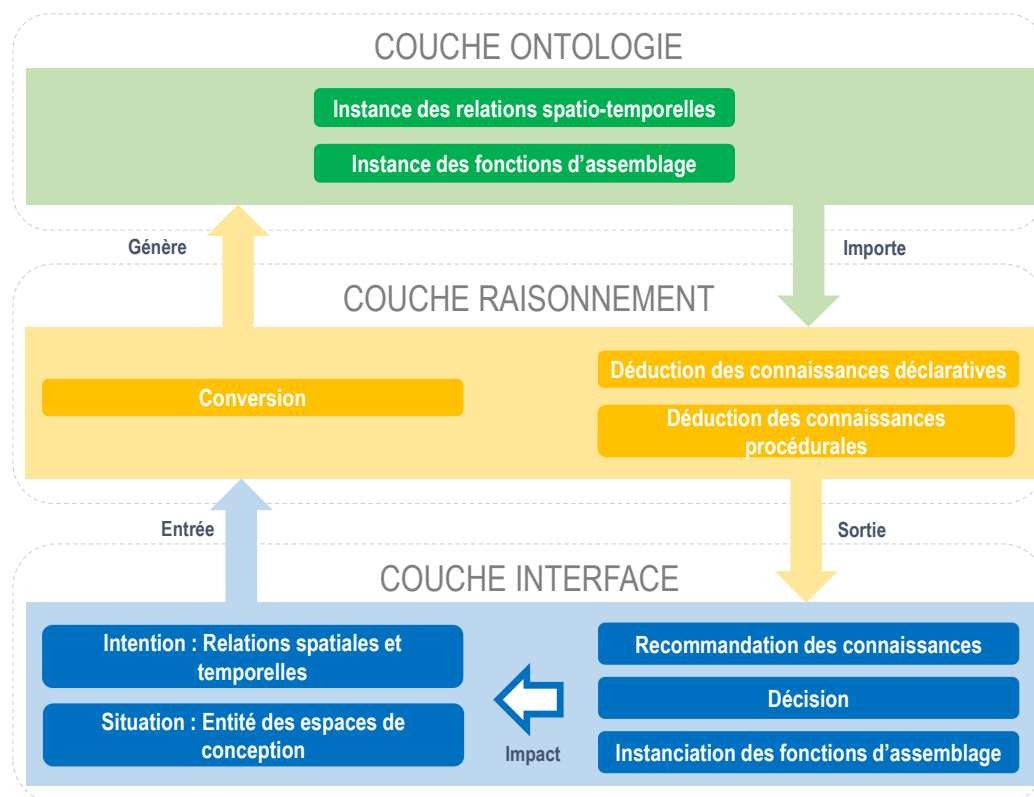 COUCHE ONTOLOGIE
Instance des relations spatio-temporelles
Instance des fonctions d’assemblage
Génère
Importe
COUCHE RAISONNEMENT
Conversion
Déduction des connaissances déclaratives
Déduction des connaissances
procédurales
Entrée
Sortie
COUCHE INTERFACE
Intention : Relations spatiales et
temporelles
Situation : Entité des espaces de
conception
Impact
Recommandation des connaissances
Décision
Instanciation des fonctions d’assemblage